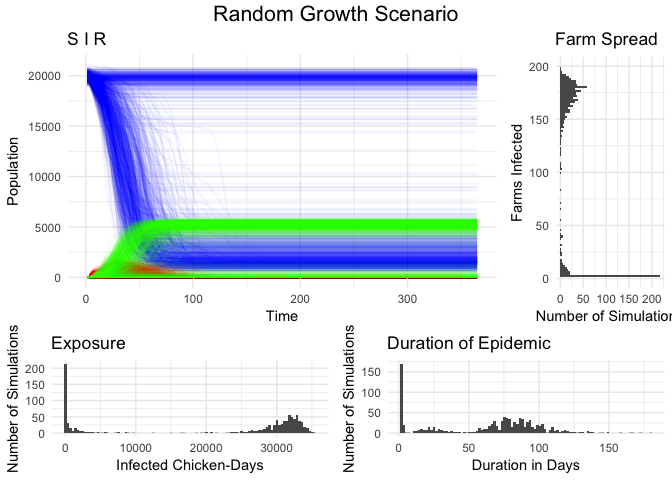 Random Growth Scenario
S I R
Population
20000
15000
10000
5000
0
0
100
200
300
Time
Farm Spread
Farms Infected
200
150
100
50
0
0
50
100
150
200
Number of Simulation
Exposure
Number of Simulations
200
150
100
50
0
0
10000
20000
30000
Infected Chicken-Days
Duration of Epidemic
Number of Simulations
150
100
50
0
0
50
100
150
Duration in Days